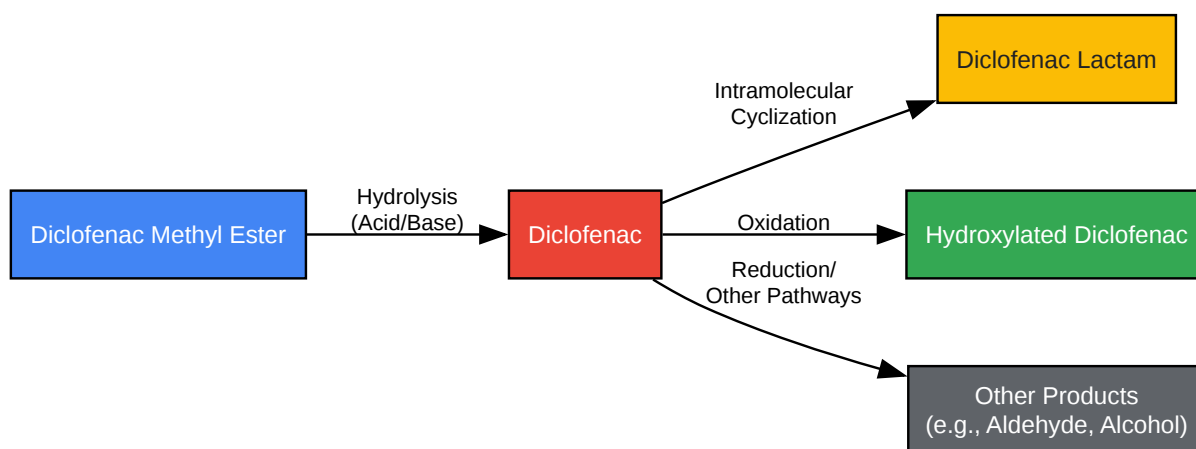 Diclofenac Methyl Ester
Hydrolysis
(Acid/Base)
Diclofenac
Intramolecular
Cyclization
Diclofenac Lactam
Oxidation
Hydroxylated Diclofenac
Reduction/
Other Pathways
Other Products
(e.g., Aldehyde, Alcohol)